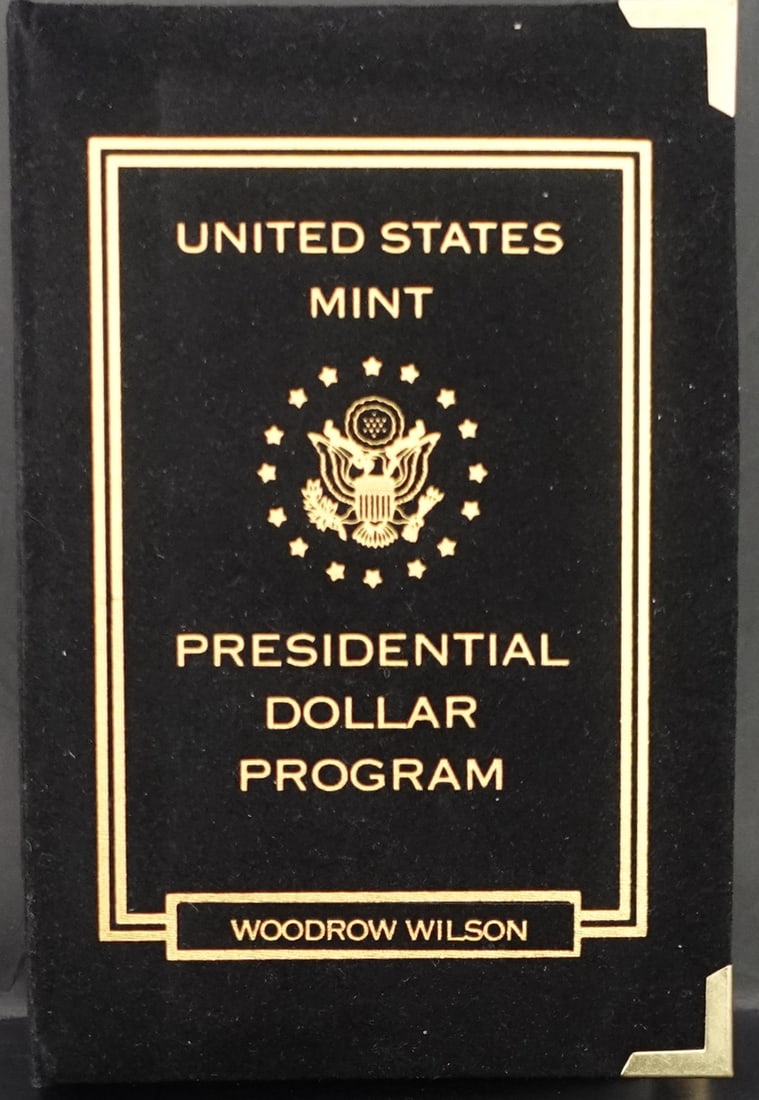 UNITED STATES
MINT
PRESIDENTIAL
DOLLAR
PROGRAM
WOODROW WILSON